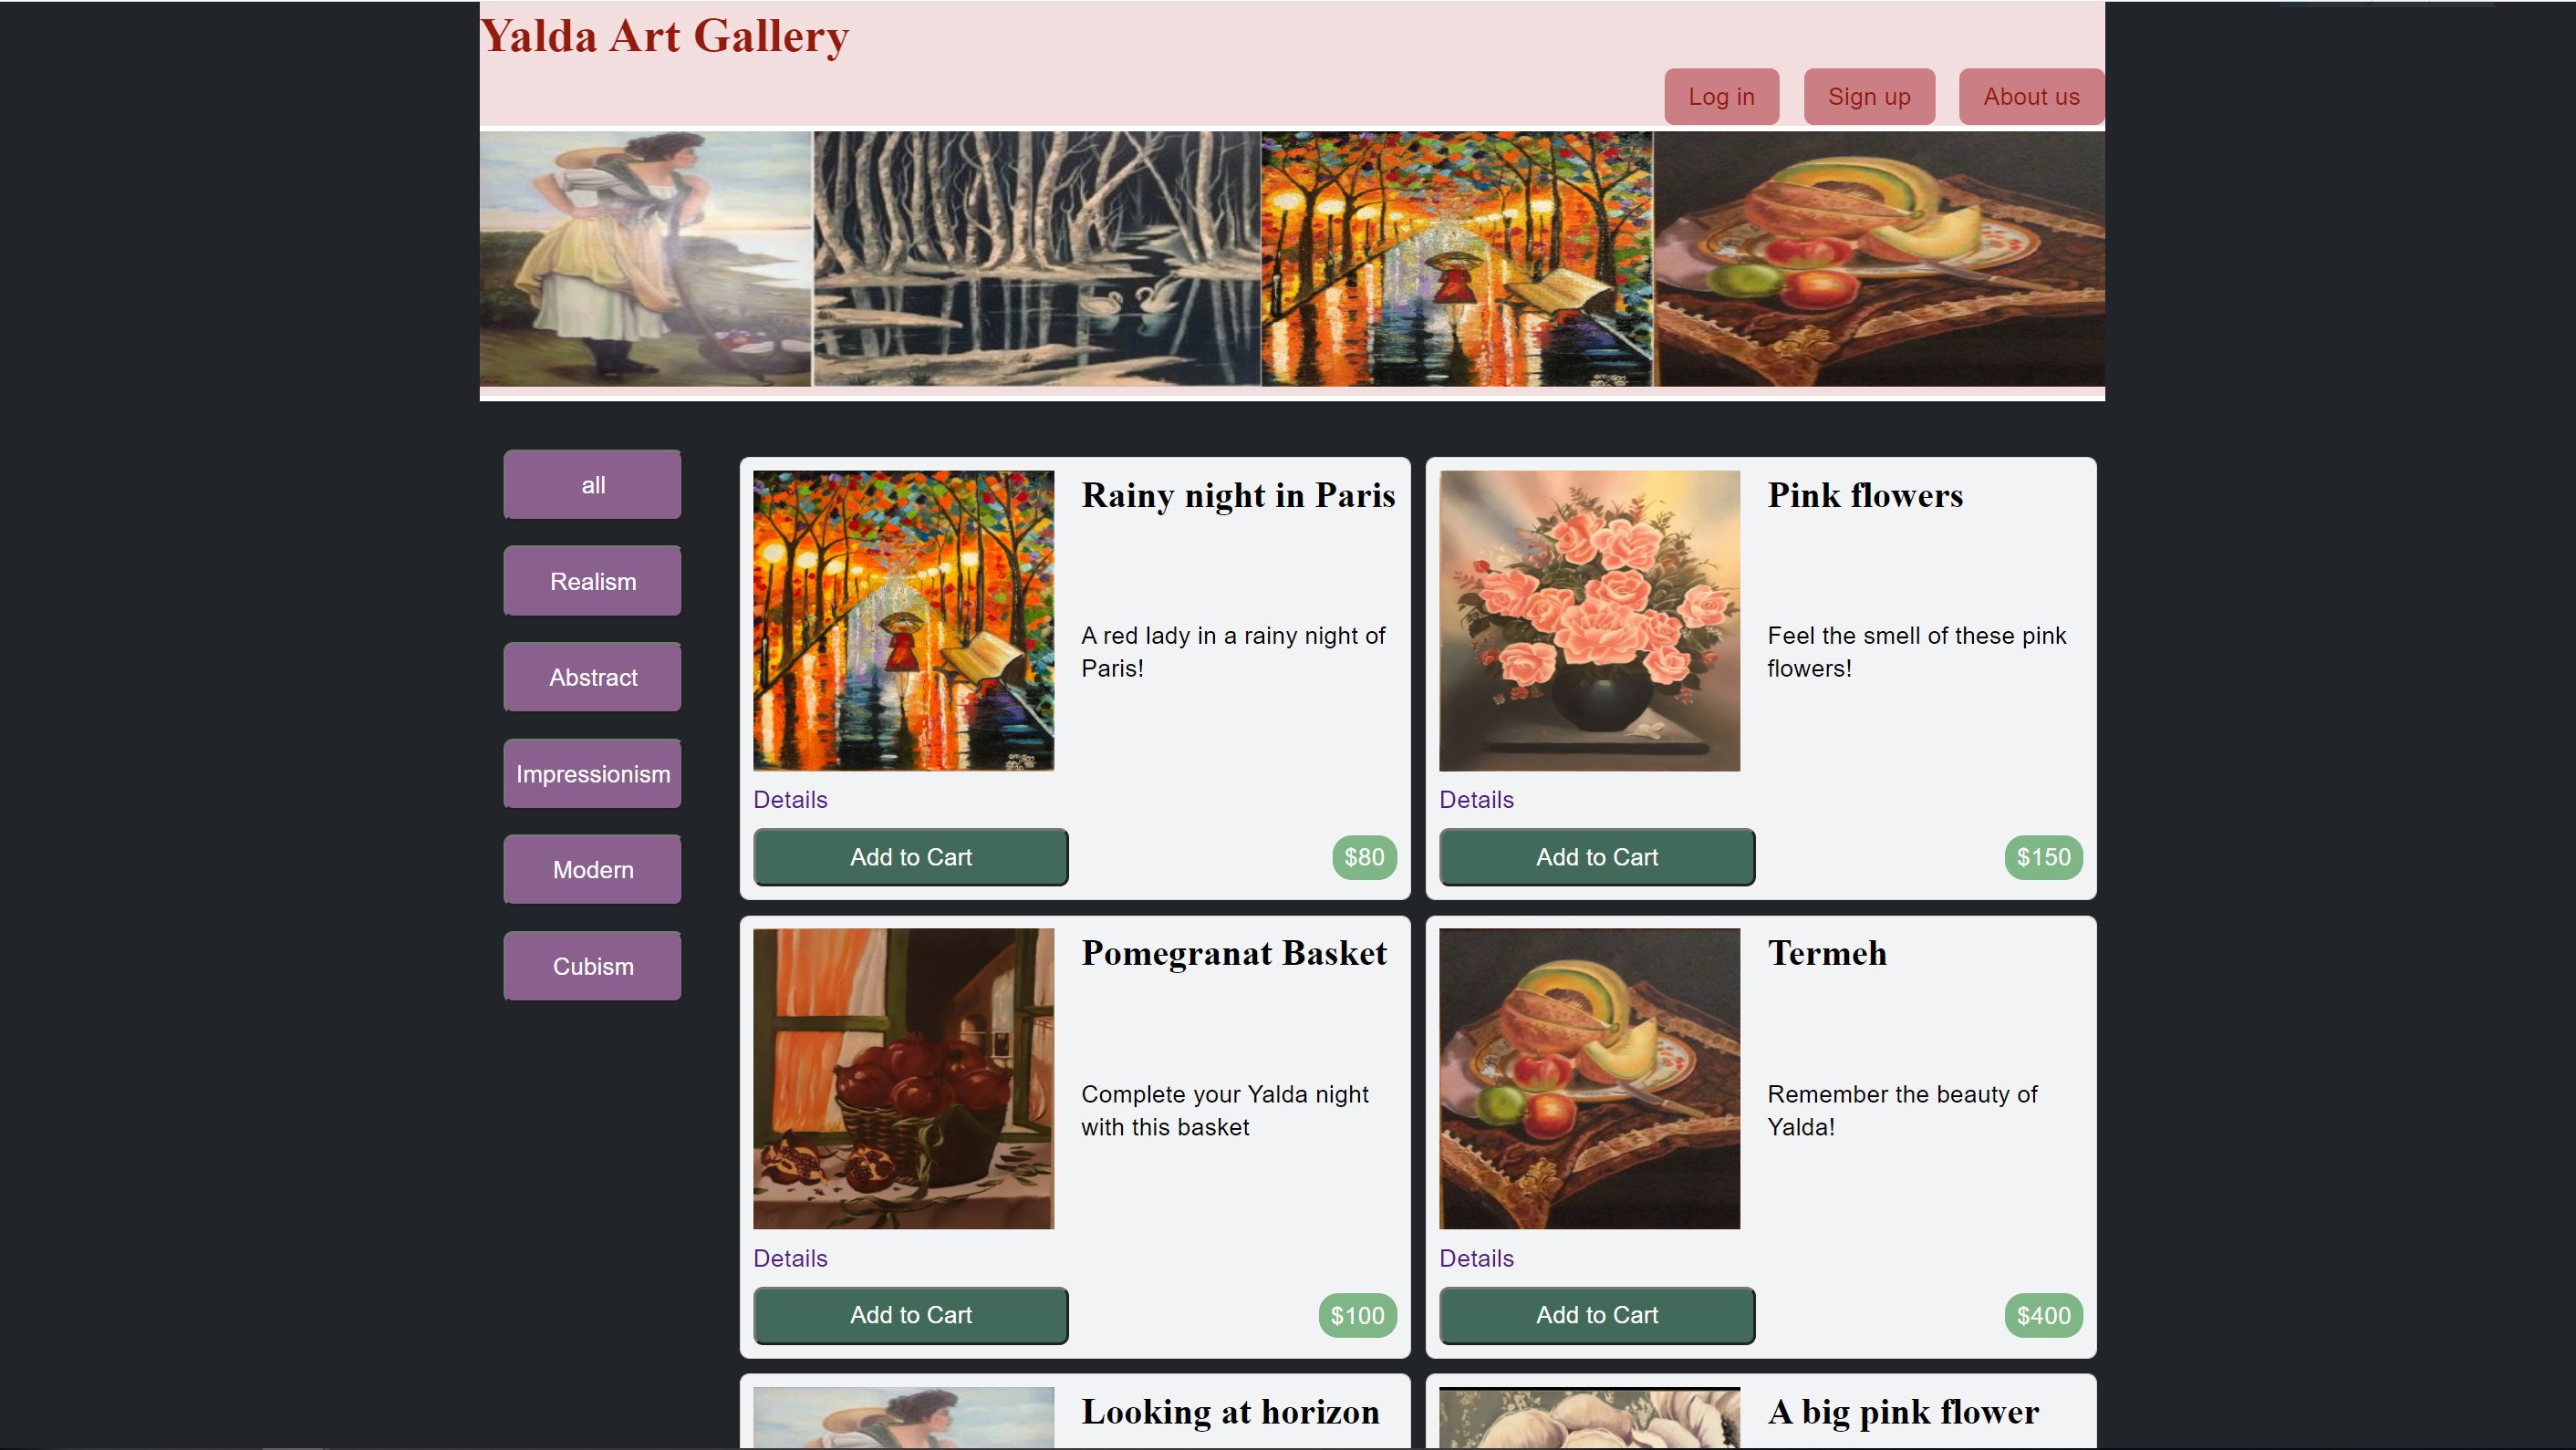 Yalda Art Gallery
Log in
Sign up
About us
all
Realism
Abstract
Impressionism
Modern
Cubism
Rainy night in Paris
A red lady in a rainy night of
Paris!
Details
Add to Cart
$80
Pink flowers
Feel the smell of these pink
flowers!
Details
Add to Cart
$150
Pomegranat Basket
Complete your Yalda night
with this basket
Details
Add to Cart
$100
Termeh
Remember the beauty of
Yalda!
Details
Add to Cart
$400
Looking at horizon
A big pink flower